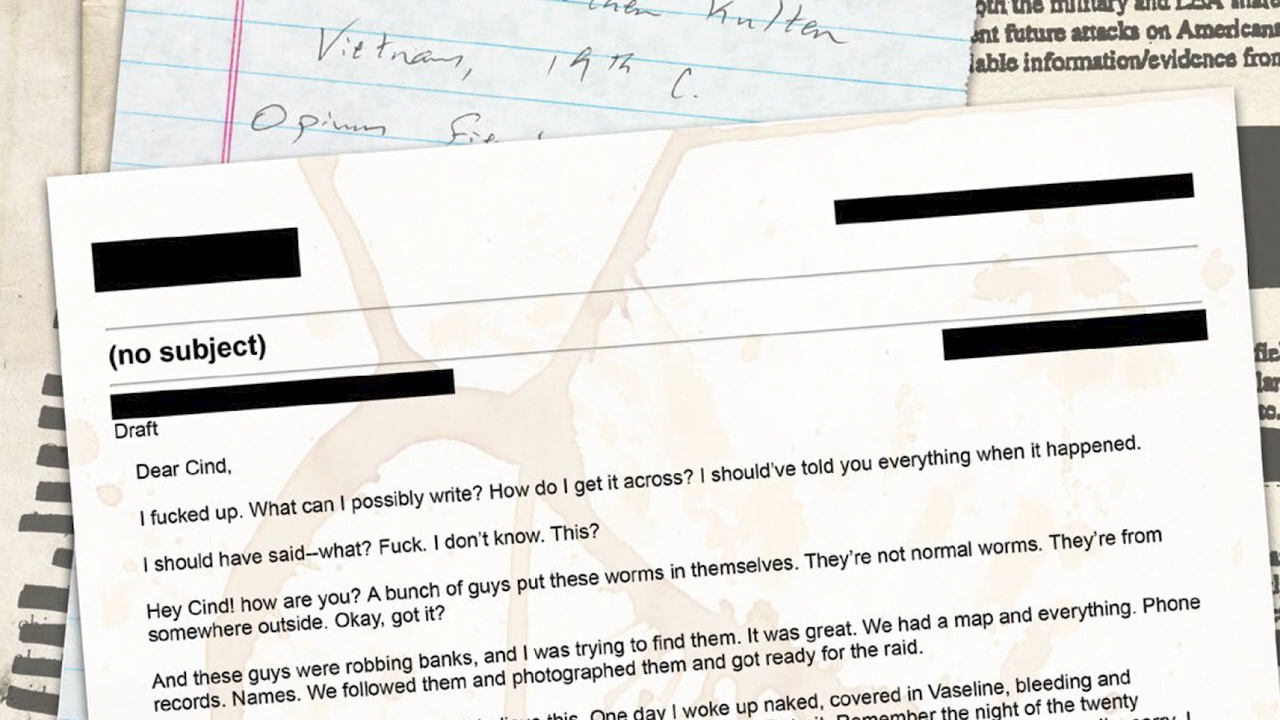 oth the military and DEA share
nt future attacks on Americans
able information/evidence from
Vietnam, 19th C.
Opium
(no subject)
Draft
Dear Cind,
I fucked up. What can I possibly write? How do I get it across? I should've told you everything when it happened.
I should have said--what? Fuck. I don't know. This?
Hey Cind! how are you? A bunch of guys put these worms in themselves. They're not normal worms. They're from
somewhere outside. Okay, got it?
And these guys were robbing banks, and I was trying to find them. It was great. We had a map and everything. Phone
records. Names. We followed them and photographed them and got ready for the raid.
this. One day I woke up naked, covered in Vaseline, bleeding and
it. Remember the night of the twenty